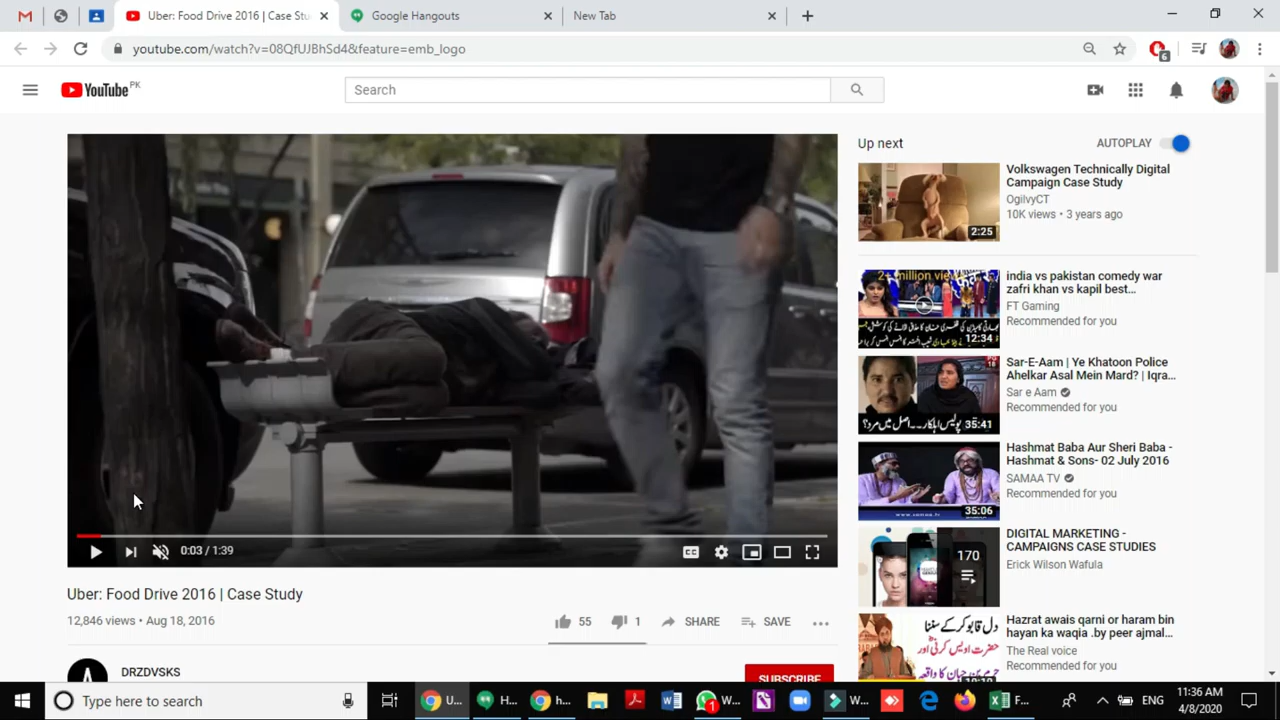 Uber: Food Drive 2016 | Case Stu
Google Hangouts
New Tab
youtube.com/watch?v=08QfUJBhSd4&feature=emb_logo
6
YouTube PK
Search
Up next
AUTOPLAY
Volkswagen Technically Digital
Campaign Case Study
OgilvyCT
10K views • 3 years ago
2:25
india vs pakistan comedy war
zafri khan vs kapil best...
FT Gaming
Recommended for you
12:34
Sar-E-Aam | Ye Khatoon Police
Ahelkar Asal Mein Mard? | Iqra...
Sar e Aam
Recommended for you
35:41
Hashmat Baba Aur Sheri Baba -
Hashmat & Sons- 02 July 2016
SAMAA TV
Recommended for you
35:06
DIGITAL MARKETING -
CAMPAIGNS CASE STUDIES
Erick Wilson Wafula
170
Hazrat awais qarni or haram bin
hayan ka waqia .by peer ajmal...
The Real voice
Recommended for you
0:03 / 1:39
CC
Uber: Food Drive 2016 | Case Study
12,846 views • Aug 18, 2016
55
1
SHARE
SAVE
DRZDVSKS
SUBSCRIBE
Type here to search
U...
H...
h...
W...
1
W...
F...
ENG
11:36 AM
4/8/2020